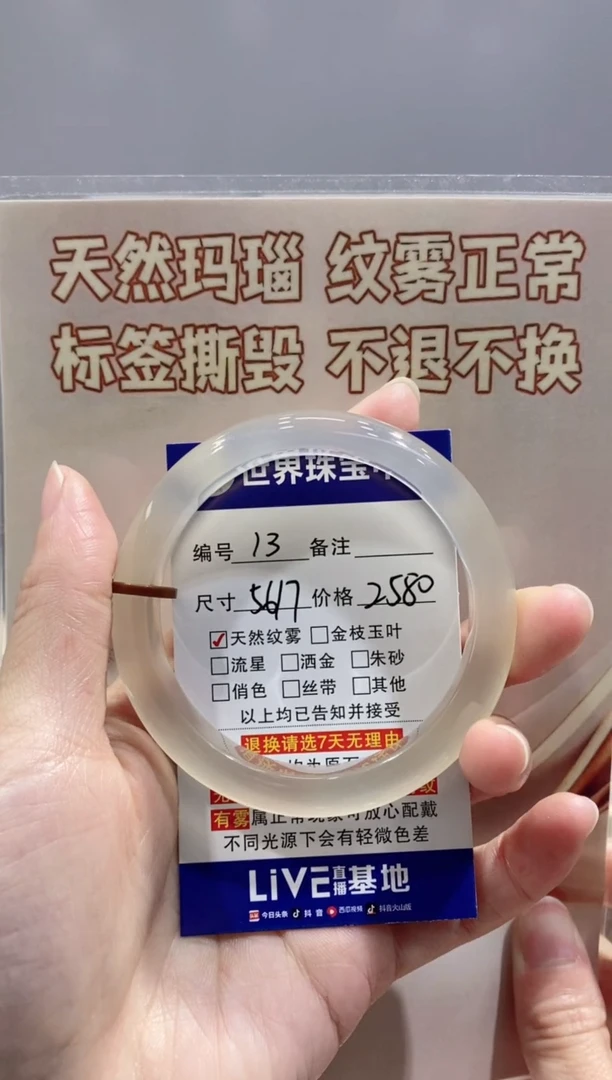 天然玛瑙 纹雾正常
标签撕毁 不退不换
世界珠宝
编号 13 备注
尺寸 5617 价格 2580
☑天然纹雾 □金枝玉叶
□流星 □洒金 □朱砂
□俏色 □丝带 □其他
以上均已告知并接受
退换请选7天无理由
有雾属正常现象可放心配戴
不同光源下会有轻微色差
LiVE直播基地
今日头条 抖音 西瓜视频 抖音火山版